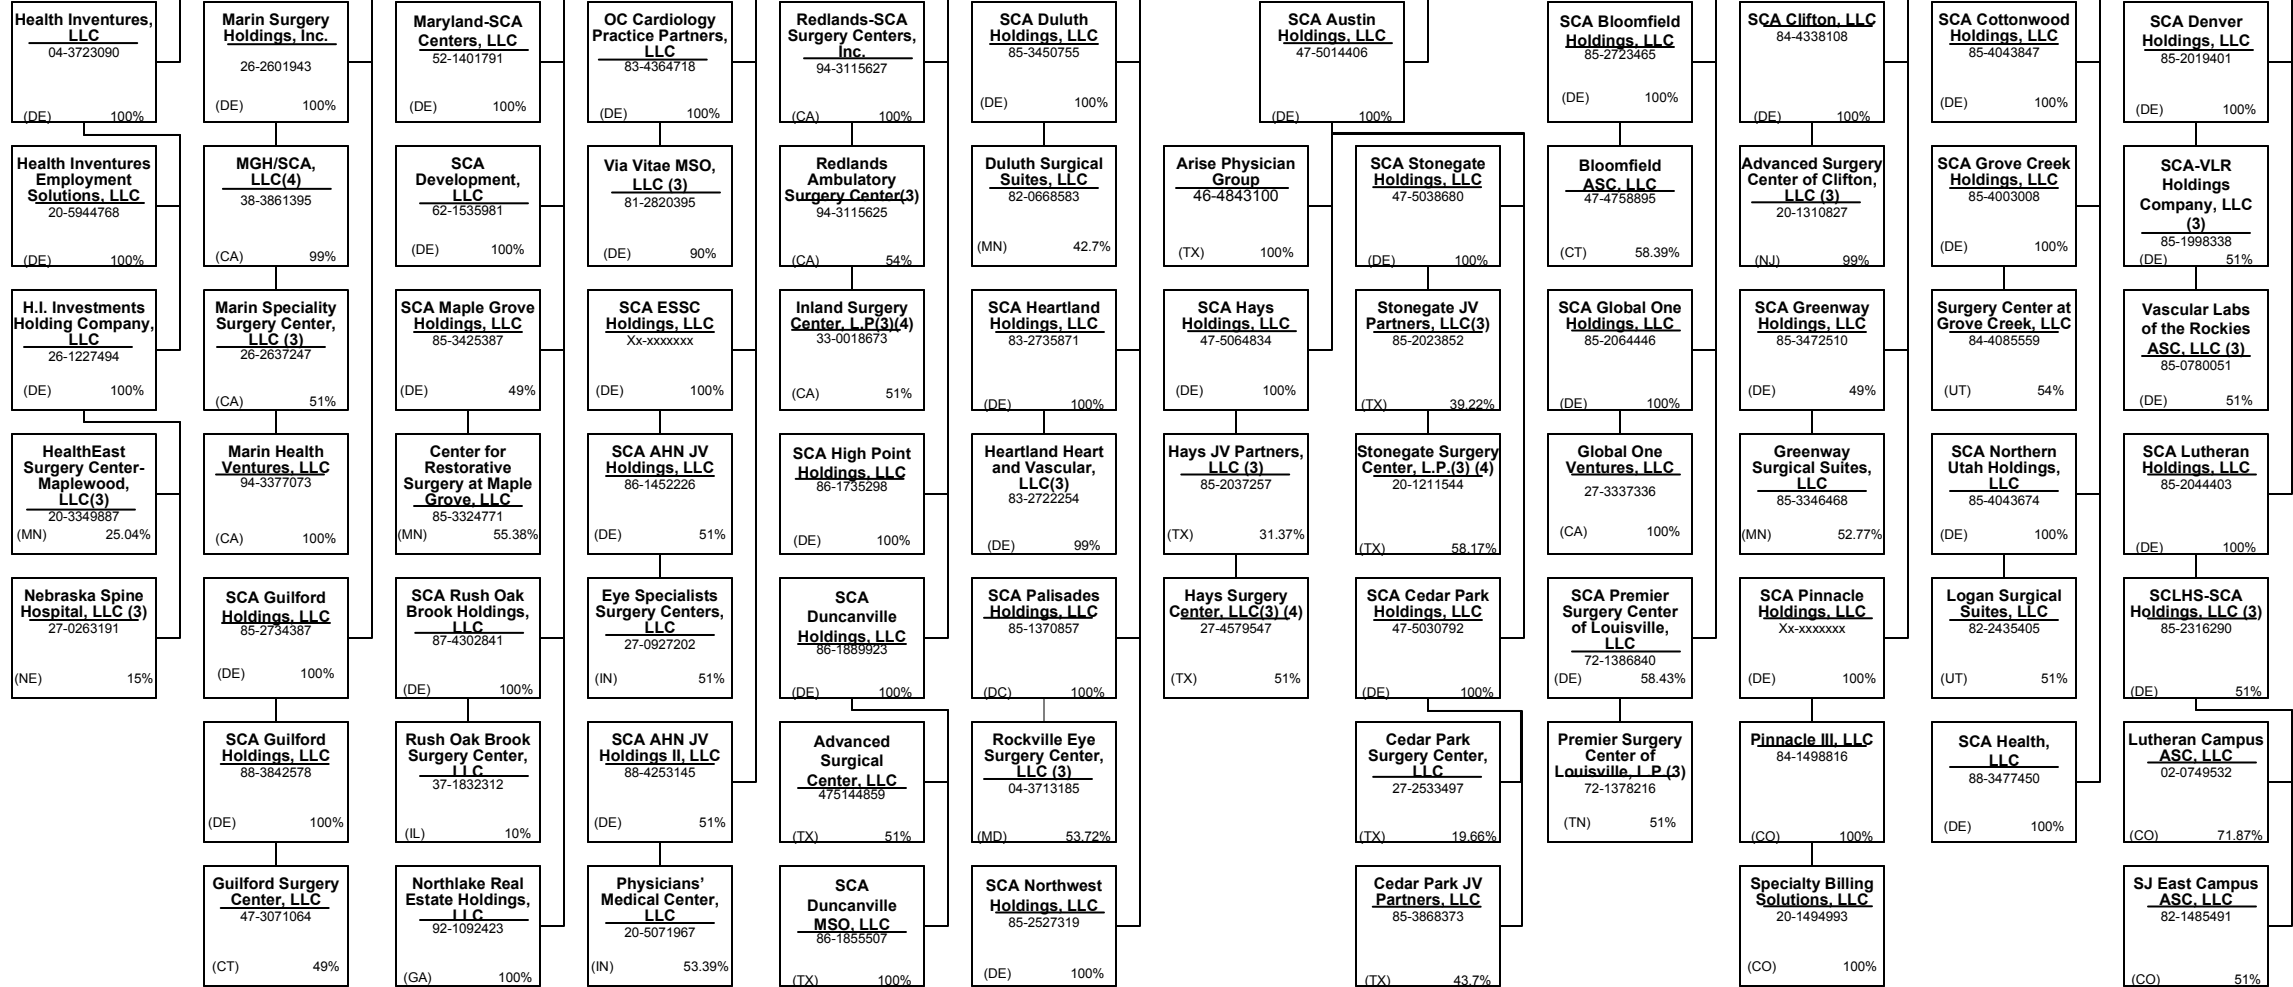 Health Inventures,
LLC
04-3723090
(DE) 100%
Health Inventures
Employment
Solutions, LLC
20-5944768
(DE) 100%
H.I. Investments
Holding Company,
LLC
26-1227494
(DE) 100%
HealthEast
Surgery Center-
Maplewood,
LLC(3)
20-3349887
(MN) 25.04%
Nebraska Spine
Hospital, LLC (3)
27-0263191
(NE) 15%
Marin Surgery
Holdings, Inc.
26-2601943
(DE) 100%
MGH/SCA,
LLC(4)
38-3861395
(CA) 99%
Marin Speciality
Surgery Center,
LLC (3)
26-2637247
(CA) 51%
Marin Health
Ventures, LLC
94-3377073
(CA) 100%
SCA Guilford
Holdings, LLC
85-2734387
(DE) 100%
SCA Guilford
Holdings, LLC
88-3842578
(DE) 100%
Guilford Surgery
Center, LLC
47-3071064
(CT) 49%
Maryland-SCA
Centers, LLC
52-1401791
(DE) 100%
SCA
Development,
LLC
62-1535981
(DE) 100%
SCA Maple Grove
Holdings, LLC
85-3425387
(DE) 49%
Center for
Restorative
Surgery at Maple
Grove, LLC
85-3324771
(MN) 55.38%
SCA Rush Oak
Brook Holdings,
LLC
87-4302841
(DE) 100%
Rush Oak Brook
Surgery Center,
LLC
37-1832312
(IL) 10%
Northlake Real
Estate Holdings,
LLC
92-1092423
(GA) 100%
OC Cardiology
Practice Partners,
LLC
83-4364718
(DE) 100%
Via Vitae MSO,
LLC (3)
81-2820395
(DE) 90%
SCA ESSC
Holdings, LLC
Xx-xxxxxxx
(DE) 100%
SCA AHN JV
Holdings, LLC
86-1452226
(DE) 51%
Eye Specialists
Surgery Centers,
LLC
27-0927202
(IN) 51%
SCA AHN JV
Holdings II, LLC
88-4253145
(DE) 51%
Physicians’
Medical Center,
LLC
20-5071967
(IN) 53.39%
Redlands-SCA
Surgery Centers,
Inc.
94-3115627
(CA) 100%
Redlands
Ambulatory
Surgery Center(3)
94-3115625
(CA) 54%
Inland Surgery
Center, L.P(3)(4)
33-0018673
(CA) 51%
SCA High Point
Holdings, LLC
86-1735298
(DE) 100%
SCA
Duncanville
Holdings, LLC
86-1889923
(DE) 100%
Advanced
Surgical
Center, LLC
475144859
(TX) 51%
SCA
Duncanville
MSO, LLC
86-1855507
(TX) 100%
SCA Duluth
Holdings, LLC
85-3450755
(DE) 100%
Duluth Surgical
Suites, LLC
82-0668583
(MN) 42.7%
SCA Heartland
Holdings, LLC
83-2735871
(DE) 100%
Heartland Heart
and Vascular,
LLC(3)
83-2722254
(DE) 99%
SCA Palisades
Holdings, LLC
85-1370857
(DC) 100%
Rockville Eye
Surgery Center,
LLC (3)
04-3713185
(MD) 53.72%
SCA Northwest
Holdings, LLC
85-2527319
(DE) 100%
SCA Austin
Holdings, LLC
47-5014406
(DE) 100%
Arise Physician
Group
46-4843100
(TX) 100%
SCA Hays
Holdings, LLC
47-5064834
(DE) 100%
Hays JV Partners,
LLC (3)
85-2037257
(TX) 31.37%
Hays Surgery
Center, LLC(3) (4)
27-4579547
(TX) 51%
SCA Stonegate
Holdings, LLC
47-5038680
(DE) 100%
Stonegate JV
Partners, LLC(3)
85-2023852
(TX) 39.22%
Stonegate Surgery
Center, L.P.(3) (4)
20-1211544
(TX) 58.17%
SCA Cedar Park
Holdings, LLC
47-5030792
(DE) 100%
Cedar Park
Surgery Center,
LLC
27-2533497
(TX) 19.66%
Cedar Park JV
Partners, LLC
85-3868373
(TX) 43.7%
SCA Bloomfield
Holdings, LLC
85-2723465
(DE) 100%
Bloomfield
ASC, LLC
47-4758895
(CT) 58.39%
SCA Global One
Holdings, LLC
85-2064446
(DE) 100%
Global One
Ventures, LLC
27-3337336
(CA) 100%
SCA Premier
Surgery Center
of Louisville,
LLC
72-1386840
(DE) 58.43%
Premier Surgery
Center of
Louisville, L.P (3)
72-1378216
(TN) 51%
SCA Clifton, LLC
84-4338108
(DE) 100%
Advanced Surgery
Center of Clifton,
LLC (3)
20-1310827
(NJ) 99%
SCA Greenway
Holdings, LLC
85-3472510
(DE) 49%
Greenway
Surgical Suites,
LLC
85-3346468
(MN) 52.77%
SCA Pinnacle
Holdings, LLC
Xx-xxxxxxx
(DE) 100%
Pinnacle III, LLC
84-1498816
(CO) 100%
Specialty Billing
Solutions, LLC
20-1494993
(CO) 100%
SCA Cottonwood
Holdings, LLC
85-4043847
(DE) 100%
SCA Grove Creek
Holdings, LLC
85-4003008
(DE) 100%
Surgery Center at
Grove Creek, LLC
84-4085559
(UT) 54%
SCA Northern
Utah Holdings,
LLC
85-4043674
(DE) 100%
Logan Surgical
Suites, LLC
82-2435405
(UT) 51%
SCA Health,
LLC
88-3477450
(DE) 100%
SCA Denver
Holdings, LLC
85-2019401
(DE) 100%
SCA-VLR
Holdings
Company, LLC
(3)
85-1998338
(DE) 51%
Vascular Labs
of the Rockies
ASC, LLC (3)
85-0780051
(DE) 51%
SCA Lutheran
Holdings, LLC
85-2044403
(DE) 100%
SCLHS-SCA
Holdings, LLC (3)
85-2316290
(DE) 51%
Lutheran Campus
ASC, LLC
02-0749532
(CO) 71.87%
SJ East Campus
ASC, LLC
82-1485491
(CO) 51%